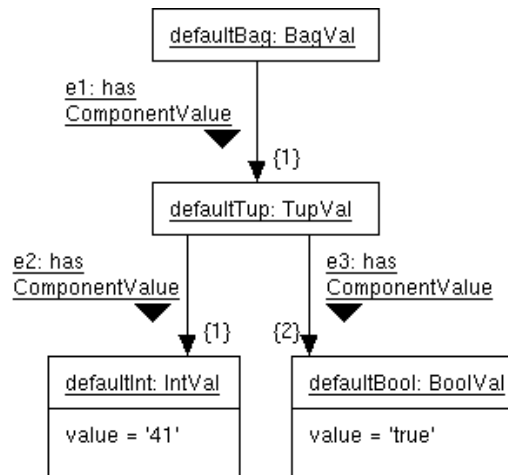 defaultBag: BagVal
e1: has
ComponentValue
{1}
defaultTup: TupVal
e2: has
ComponentValue
e3: has
ComponentValue
{1}
{2}
defaultInt: IntVal
value = '41'
defaultBool: BoolVal
value = 'true'